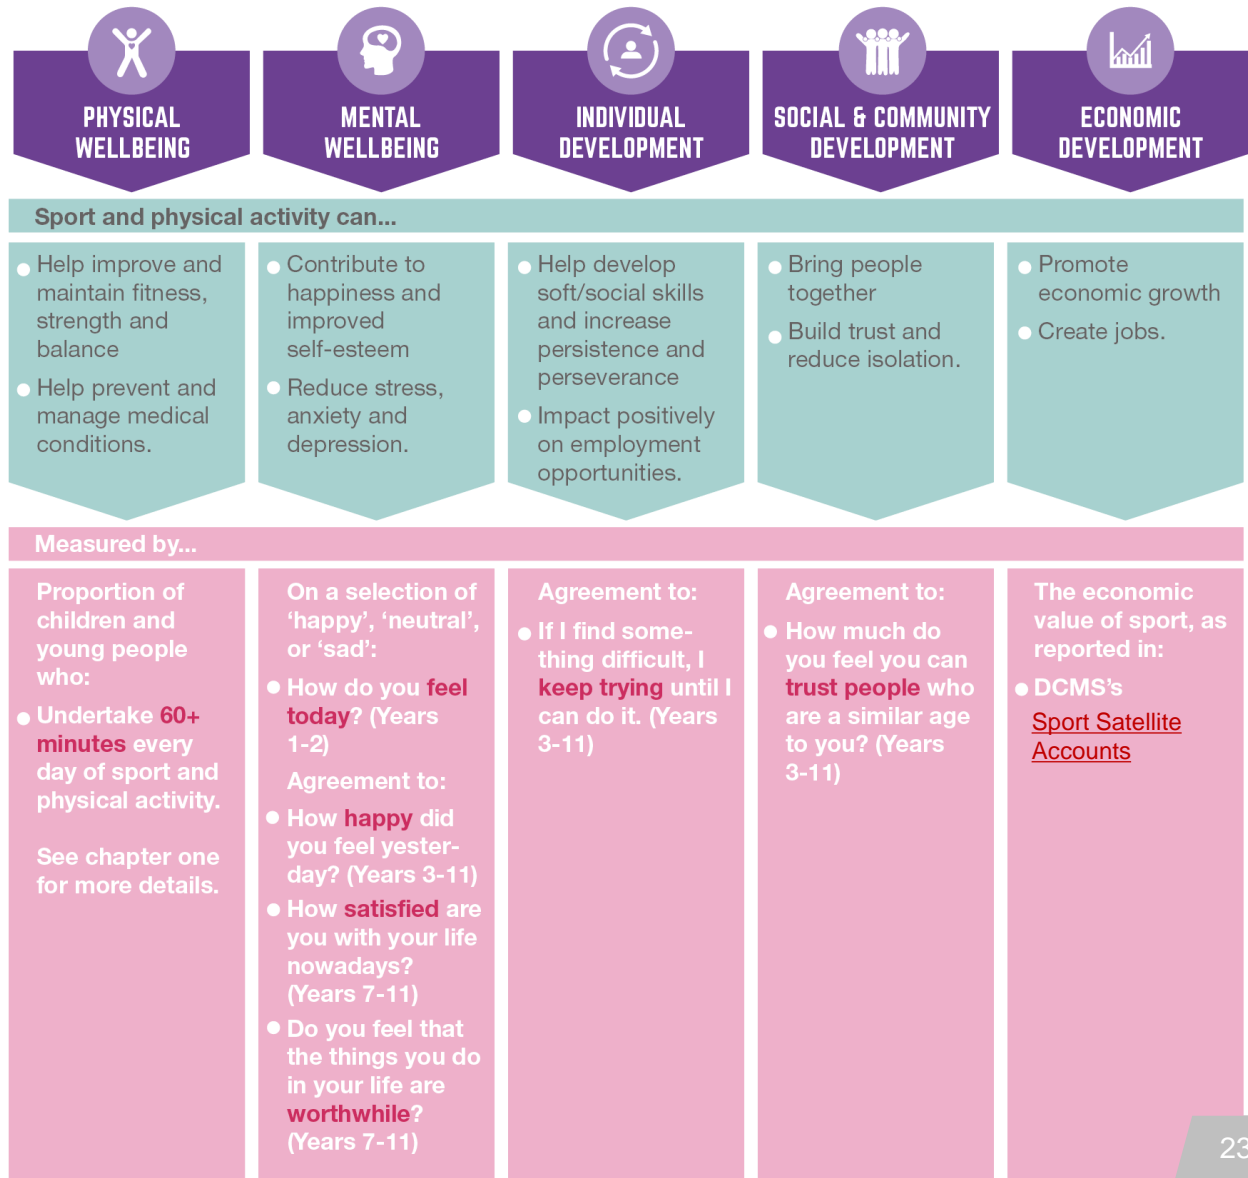 PHYSICAL
WELLBEING
MENTAL
WELLBEING
INDIVIDUAL
DEVELOPMENT
SOCIAL & COMMUNITY
DEVELOPMENT
ECONOMIC
DEVELOPMENT
Sport and physical activity can...
Help improve and
maintain fitness,
strength and
balance
Help prevent and
manage medical
conditions.
Contribute to
happiness and
improved
self-esteem
Reduce stress,
anxiety and
depression.
Help develop
soft/social skills
and increase
persistence and
perseverance
Impact positively
on employment
opportunities.
Bring people
together
Build trust and
reduce isolation.
Promote
economic growth
Create jobs.
Measured by...
Proportion of
children and
young people
who:
Undertake 60+
minutes every
day of sport and
physical activity.
See chapter one
for more details.
On a selection of
‘happy’, ‘neutral’,
or ‘sad’:
How do you feel
today? (Years
1-2)
Agreement to:
How happy did
you feel yester-
day? (Years 3-11)
How satisfied are
you with your life
nowadays?
(Years 7-11)
Do you feel that
the things you do
in your life are
worthwhile?
(Years 7-11)
Agreement to:
If I find some-
thing difficult, I
keep trying until I
can do it. (Years
3-11)
Agreement to:
How much do
you feel you can
trust people who
are a similar age
to you? (Years
3-11)
The economic
value of sport, as
reported in:
DCMS’s
Sport Satellite
Accounts
23